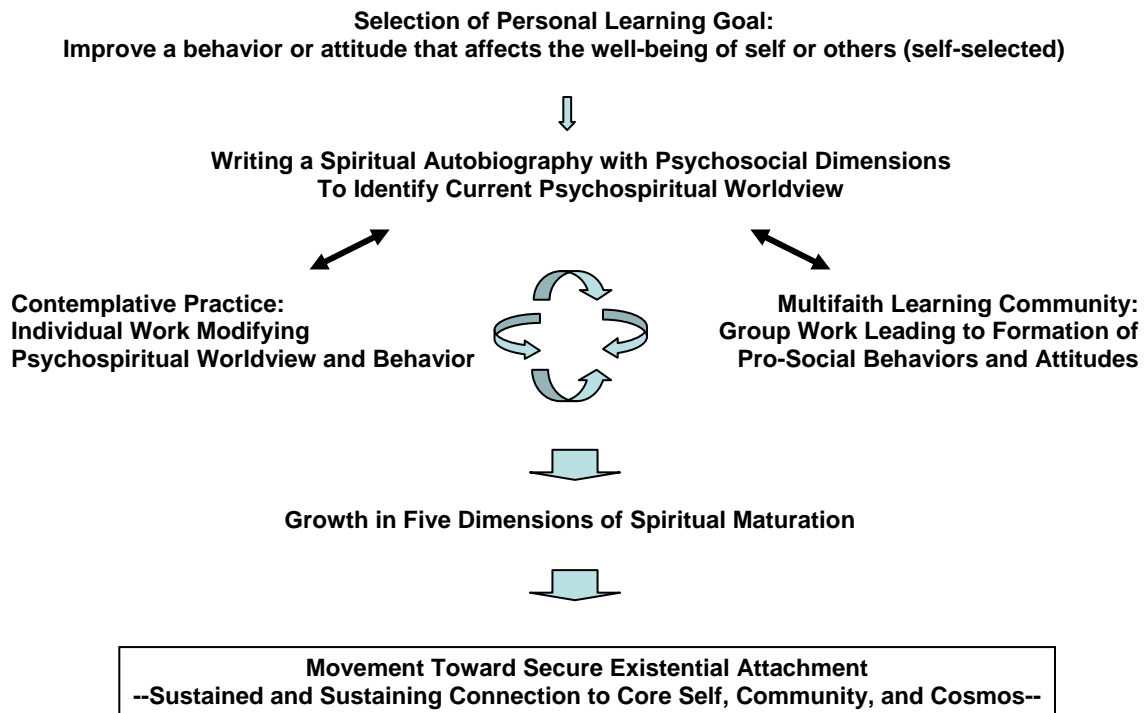 Selection of Personal Learning Goal:
Improve a behavior or attitude that affects the well-being of self or others (self-selected)
Writing a Spiritual Autobiography with Psychosocial Dimensions
To Identify Current Psychospiritual Worldview
Contemplative Practice:
Individual Work Modifying
Psychospiritual Worldview and Behavior
Multifaith Learning Community:
Group Work Leading to Formation of
Pro-Social Behaviors and Attitudes
Growth in Five Dimensions of Spiritual Maturation
Movement Toward Secure Existential Attachment
--Sustained and Sustaining Connection to Core Self, Community, and Cosmos--